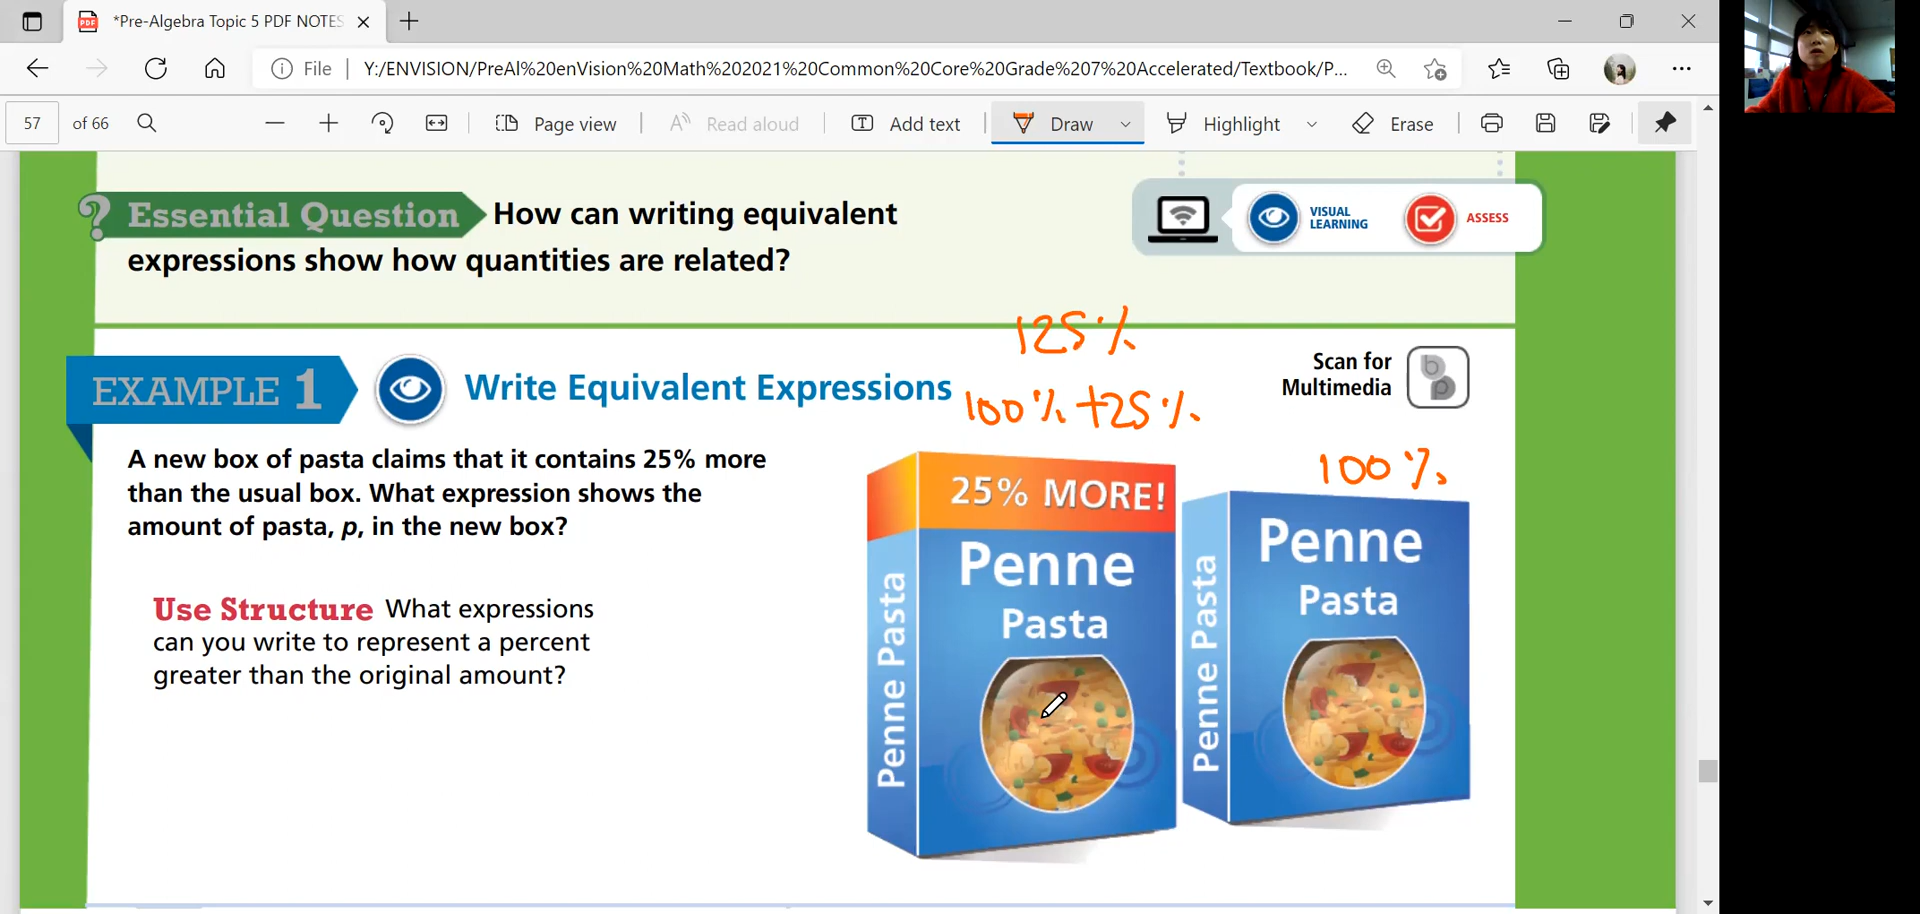 *Pre-Algebra Topic 5 PDF NOTES
File
Y:/ENVISION/PreAl%20enVision%20Math%202021%20Common%20Core%20Grade%207%20Accelerated/Textbook/P...
57 of 66
Page view
Read aloud
Add text
Draw
Highlight
Erase
? Essential Question How can writing equivalent
expressions show how quantities are related?
VISUAL
LEARNING
ASSESS
125%
EXAMPLE 1
Write Equivalent Expressions
100% + 25%
Scan for
Multimedia
100%
A new box of pasta claims that it contains 25% more
than the usual box. What expression shows the
amount of pasta, p, in the new box?
Use Structure What expressions
can you write to represent a percent
greater than the original amount?
25% MORE!
Penne
Pasta
Penne Pasta
Penne
Pasta
Penne Pasta